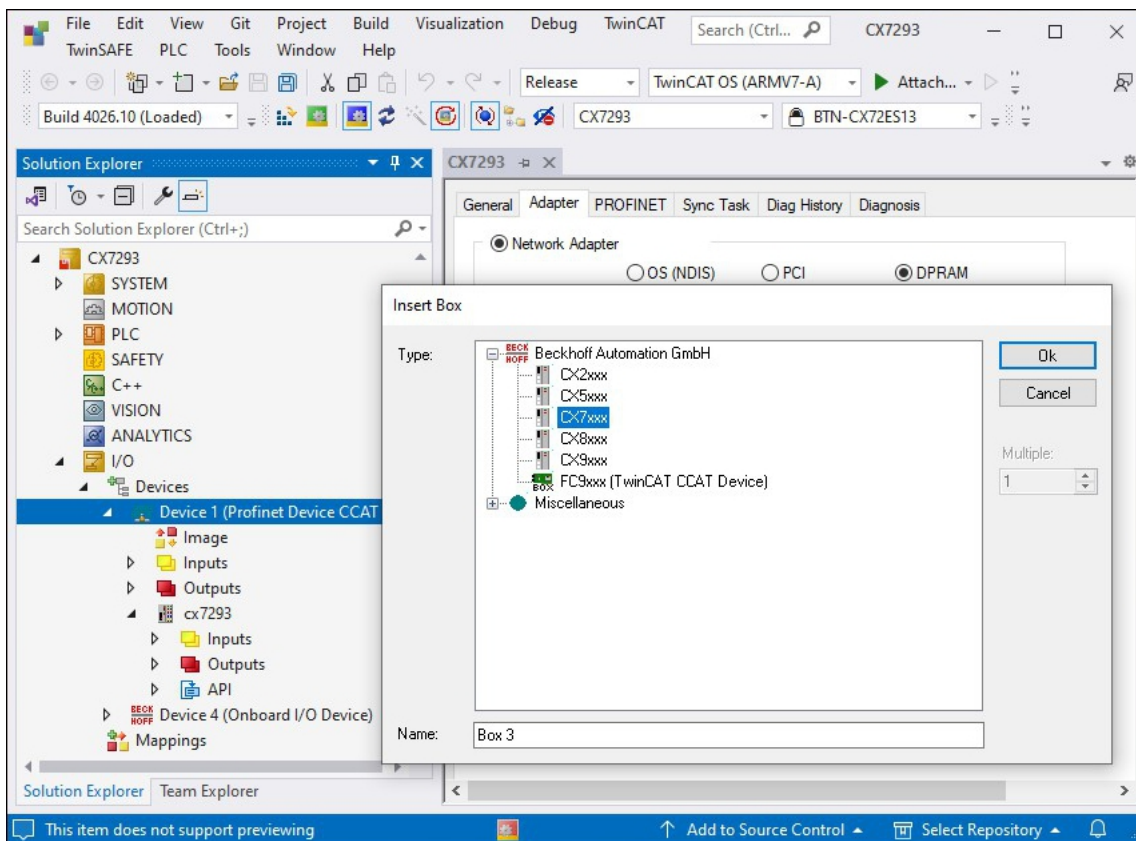 File Edit View Git Project Build Visualization Debug TwinCAT Search (Ctrl... CX7293
TwinSAFE PLC Tools Window Help
Release TwinCAT OS (ARMV7-A) Attach...
Build 4026.10 (Loaded) CX7293 BTN-CX72ES13
Solution Explorer
CX7293
Search Solution Explorer (Ctrl+;)
General Adapter PROFINET Sync Task Diag History Diagnosis
Network Adapter
OS (NDIS) PCI DPRAM
CX7293
SYSTEM
MOTION
PLC
SAFETY
C++
VISION
ANALYTICS
I/O
Devices
Device 1 (Profinet Device CCAT
Image
Inputs
Outputs
cx7293
Inputs
Outputs
API
BECK
HOFF
Device 4 (Onboard I/O Device)
Mappings
Solution Explorer Team Explorer
Insert Box
Type:
BECK
HOFF
Beckhoff Automation GmbH
CX2xxx
CX5xxx
CX7xxx
CX8xxx
CX9xxx
BOX
FC9xxx (TwinCAT CCAT Device)
Miscellaneous
Ok
Cancel
Multiple:
1
Name: Box 3
This item does not support previewing Add to Source Control Select Repository